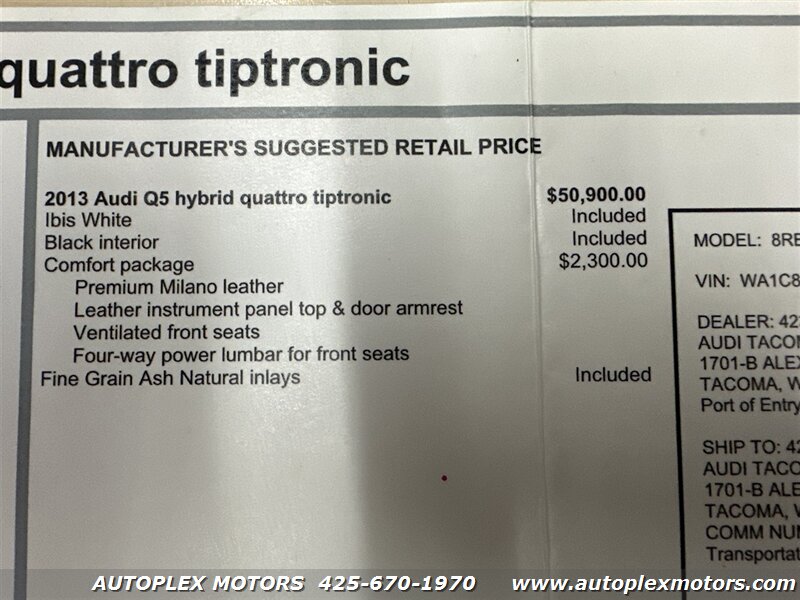 quattro tiptronic
MANUFACTURER'S SUGGESTED RETAIL PRICE
2013 Audi Q5 hybrid quattro tiptronic $50,900.00
Ibis White Included
Black interior Included
Comfort package $2,300.00
Premium Milano leather
Leather instrument panel top & door armrest
Ventilated front seats
Four-way power lumbar for front seats
Fine Grain Ash Natural inlays Included
MODEL: 8RE
VIN: WA1C8
DEALER: 42
AUDI TACOM
1701-B ALEX
TACOMA, W
Port of Entry
SHIP TO: 42
AUDI TACO
1701-B ALE
TACOMA, W
COMM NUM
Transportat
AUTOPLEX MOTORS 425-670-1970 www.autoplexmotors.com